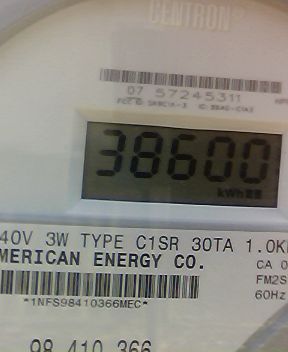 CENTRON
07 57245311
38600
kWh
40V 3W TYPE C1SR 30TA 1.0K
MERICAN ENERGY CO.
CA 0
FM2S
60Hz
*1NFS98410366MEC*
98 410 366